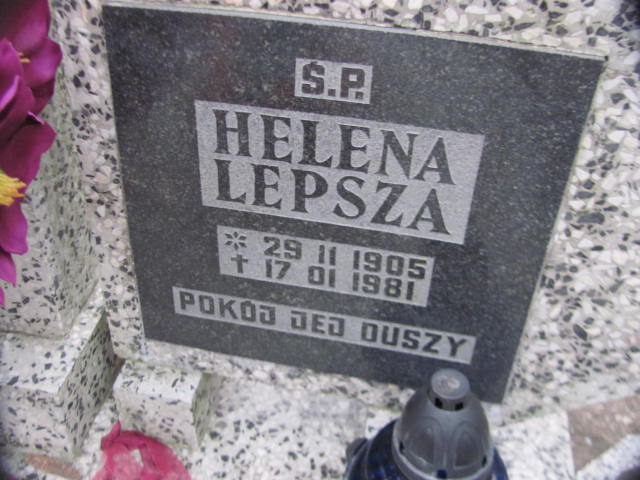 Ś.P.
HELENA
LEPSZA
* 29 11 1905
† 17 01 1981
POKÓJ JEJ DUSZY